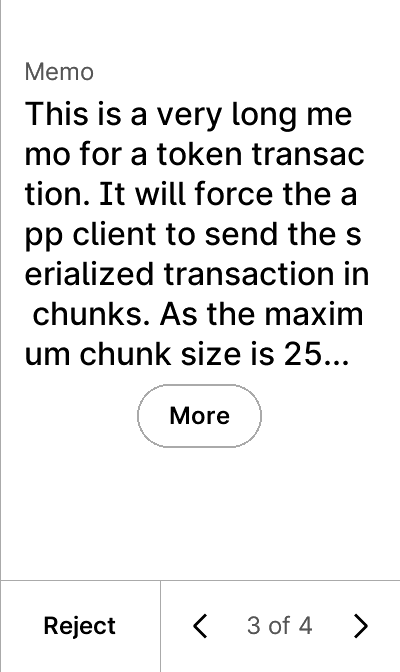 Memo
This is a very long me
mo for a token transac
tion. It will force the a
pp client to send the s
erialized transaction in
 chunks. As the maxim
um chunk size is 25...
More
Reject
3 of 4